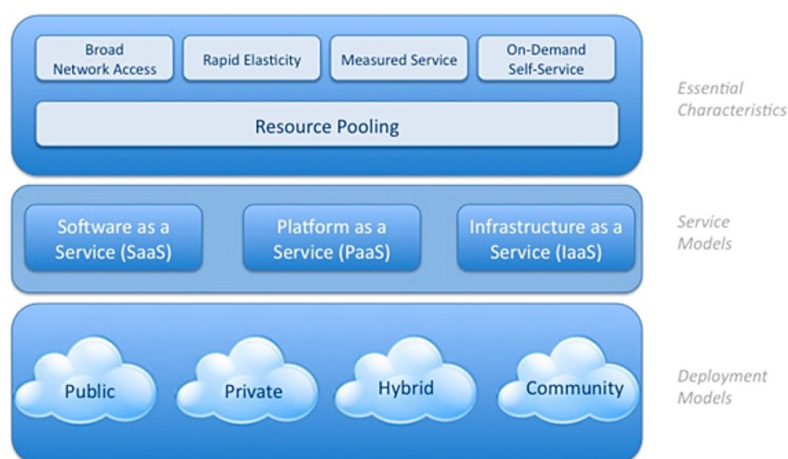 Broad
Network Access
Rapid Elasticity
Measured Service
On-Demand
Self-Service
Resource Pooling
Essential
Characteristics
Software as a
Service (SaaS)
Platform as a
Service (PaaS)
Infrastructure as a
Service (IaaS)
Service
Models
Public
Private
Hybrid
Community
Deployment
Models